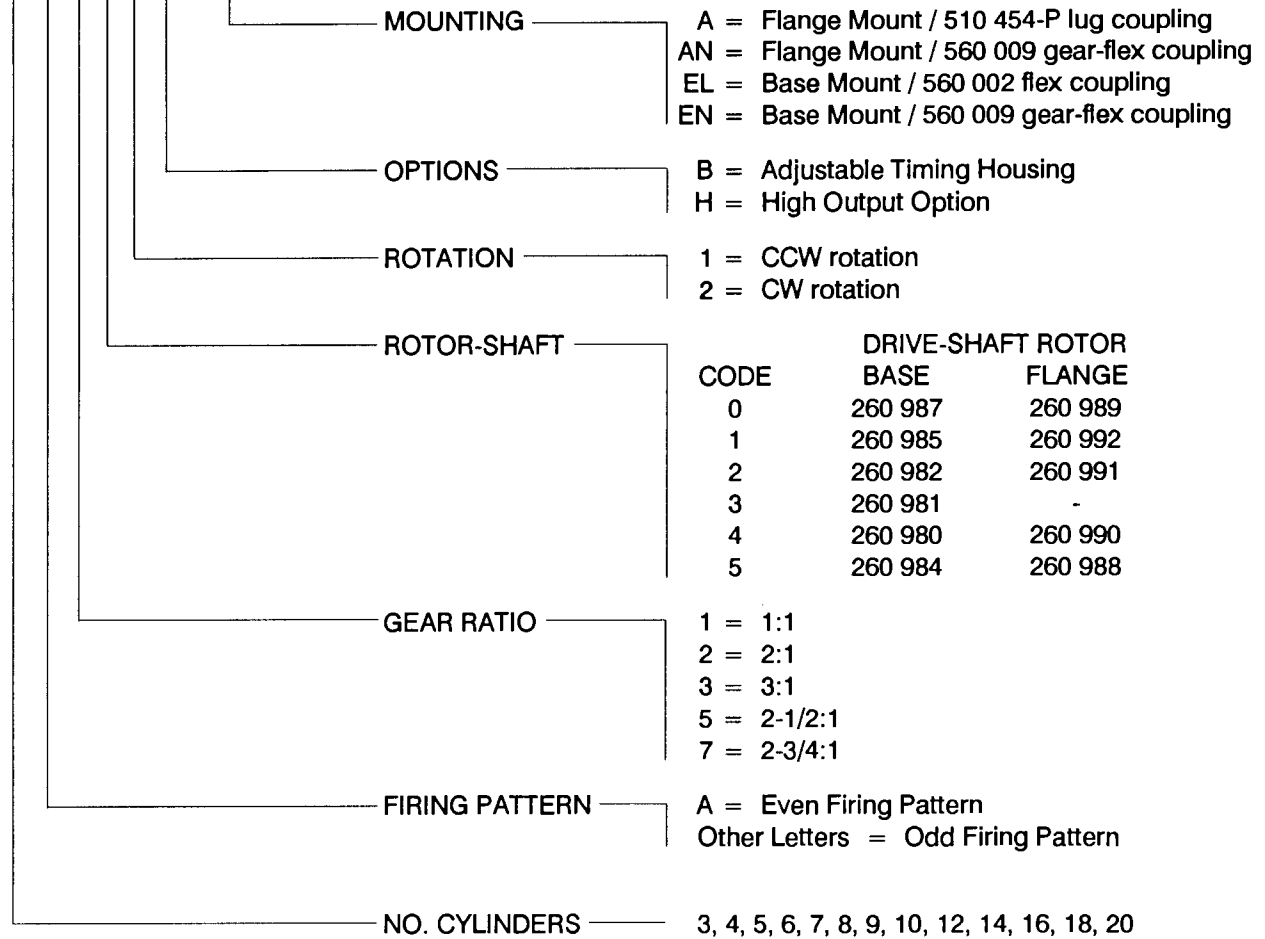 MOUNTING A = Flange Mount / 510 454-P lug coupling
AN = Flange Mount / 560 009 gear-flex coupling
EL = Base Mount / 560 002 flex coupling
EN = Base Mount / 560 009 gear-flex coupling
OPTIONS B = Adjustable Timing Housing
H = High Output Option
ROTATION 1 = CCW rotation
2 = CW rotation
ROTOR-SHAFT DRIVE-SHAFT ROTOR
CODE BASE FLANGE
0 260 987 260 989
1 260 985 260 992
2 260 982 260 991
3 260 981 -
4 260 980 260 990
5 260 984 260 988
GEAR RATIO 1 = 1:1
2 = 2:1
3 = 3:1
5 = 2-1/2:1
7 = 2-3/4:1
FIRING PATTERN A = Even Firing Pattern
Other Letters = Odd Firing Pattern
NO. CYLINDERS 3, 4, 5, 6, 7, 8, 9, 10, 12, 14, 16, 18, 20